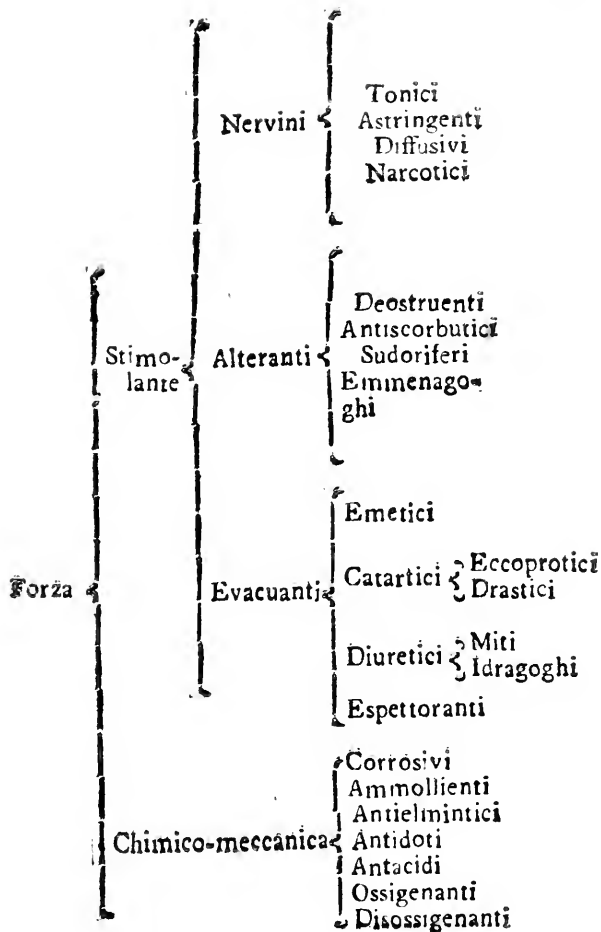 Tonici
Nervini
Astringenti
Diffusivi
Narcotici
Deostruenti
Antiscorbutici
Stimo-
lante
Alteranti
Sudoriferi
Emmenago-
ghi
Emetici
Forza
Evacuanti
Catartici
Eccoprotici
Drastici
Diuretici
Miti
Idragoghi
Espettoranti
Corrosivi
Ammollienti
Antielmintici
Chimico-meccanica
Antidoti
Antacidi
Ossigenanti
Disossigenanti